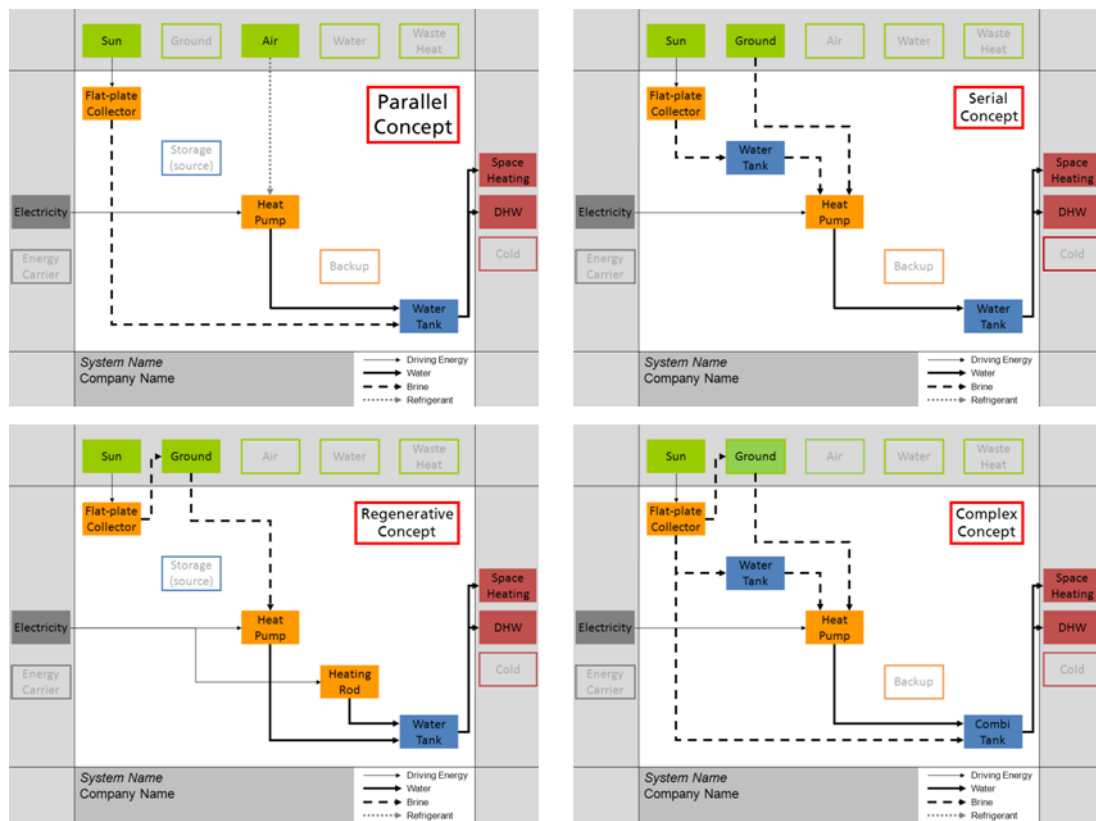 Sun
Ground
Air
Water
Waste
Heat
Flat-plate
Collector
Parallel
Concept
Storage
(source)
Space
Heating
Electricity
Heat
Pump
DHW
Energy
Carrier
Backup
Cold
Water
Tank
System Name
Company Name
Driving Energy
Water
Brine
Refrigerant
Sun
Ground
Air
Water
Waste
Heat
Flat-plate
Collector
Serial
Concept
Water
Tank
Space
Heating
Electricity
Heat
Pump
DHW
Energy
Carrier
Backup
Cold
Water
Tank
System Name
Company Name
Driving Energy
Water
Brine
Refrigerant
Sun
Ground
Air
Water
Waste
Heat
Flat-plate
Collector
Regenerative
Concept
Storage
(source)
Space
Heating
Electricity
Heat
Pump
DHW
Energy
Carrier
Heating
Rod
Cold
Water
Tank
System Name
Company Name
Driving Energy
Water
Brine
Refrigerant
Sun
Ground
Air
Water
Waste
Heat
Flat-plate
Collector
Complex
Concept
Water
Tank
Space
Heating
Electricity
Heat
Pump
DHW
Energy
Carrier
Backup
Cold
Combi
Tank
System Name
Company Name
Driving Energy
Water
Brine
Refrigerant